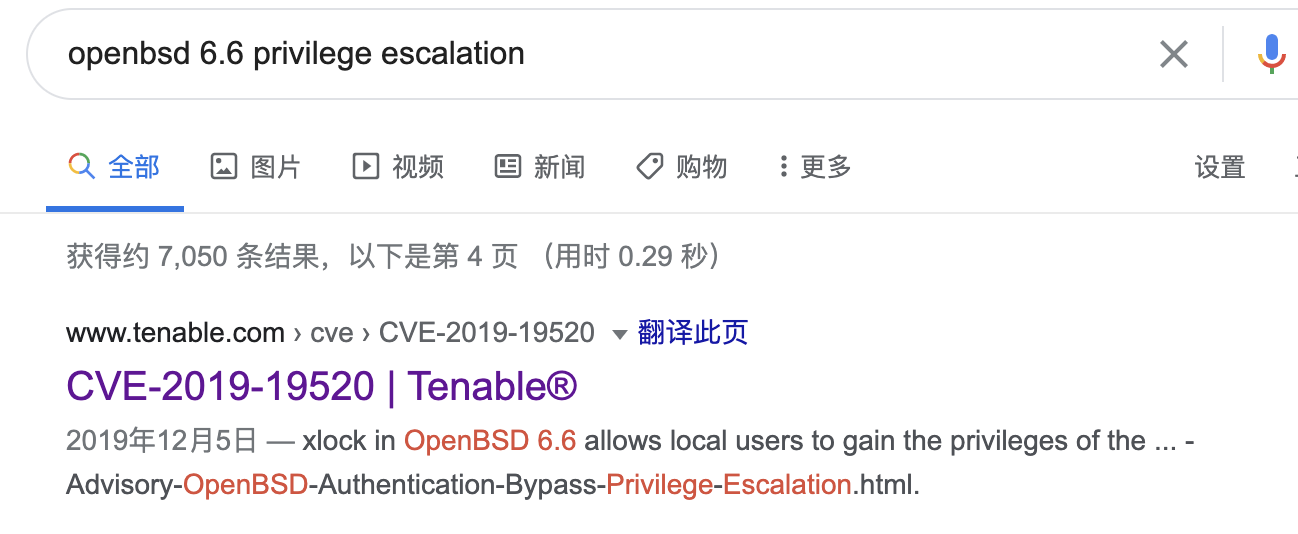 openbsd 6.6 privilege escalation
全部 图片 视频 新闻 购物 更多 设置
获得约 7,050 条结果，以下是第 4 页 （用时 0.29 秒）
www.tenable.com › cve › CVE-2019-19520 翻译此页
CVE-2019-19520 | Tenable®
2019年12月5日 — xlock in OpenBSD 6.6 allows local users to gain the privileges of the ... -
Advisory-OpenBSD-Authentication-Bypass-Privilege-Escalation.html.